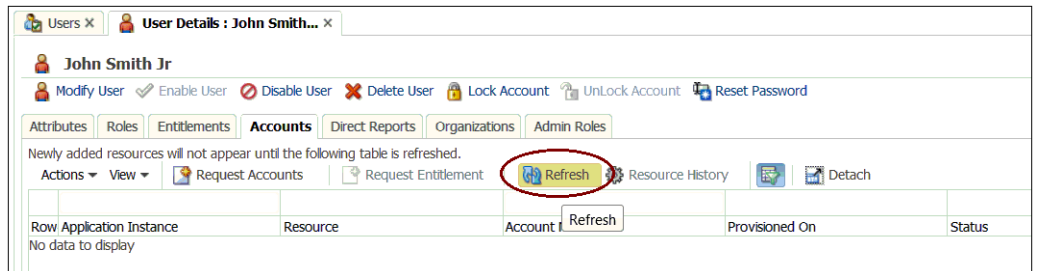 Users × User Details : John Smith... ×
John Smith Jr
Modify User Enable User Disable User Delete User Lock Account UnLock Account Reset Password
Attributes Roles Entitlements Accounts Direct Reports Organizations Admin Roles
Newly added resources will not appear until the following table is refreshed.
Actions View Request Accounts Request Entitlement Refresh Resource History Detach
Refresh
Row Application Instance Resource Account Provisioned On Status
No data to display